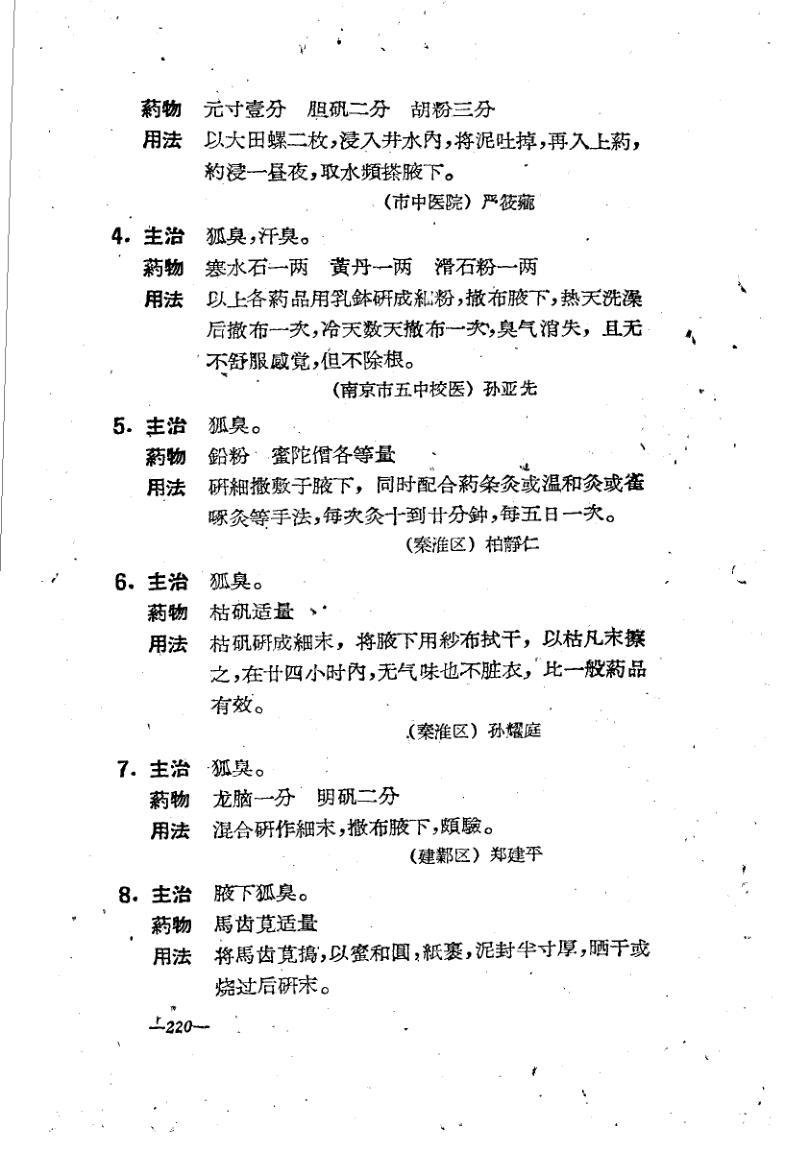 葯物 元寸壹分 胆矾二分 胡粉三分
用法 以大田螺二枚,浸入井水内,将泥吐掉,再入上葯,
約浸一昼夜,取水頻搽腋下。
(市中医院) 严筱
4. 主治 狐臭,汗臭。
葯物 寒水石一两 黄丹一两 滑石粉一两
用法 以上各葯品用乳鉢研成細粉,撒布腋下,热天洗澡
后撒布一次,冷天数天撒布一次,臭气消失,且无
不舒服感觉,但不除根。
(南京市五中校医) 孙亚先
5. 主治 狐臭。
葯物 鉛粉 蜜陀僧各等量
用法 研細撒敷于腋下,同时配合葯条灸或温和灸或雀
啄灸等手法,每次灸十到廿分鈡,每五日一次。
(秦淮区) 柏靜仁
6. 主治 狐臭。
葯物 枯矾适量
用法 枯矾研成細末,将腋下用紗布拭干,以枯凡末擦
之,在廿四小时内,无气味也不脏衣,比一般葯品
有效。
(秦淮区) 孙耀庭
7. 主治 狐臭。
葯物 龙脑一分 明矾二分
用法 混合研作細末,撒布腋下,頗驗。
(建鄴区) 郑建平
8. 主治 腋下狐臭。
葯物 馬齿莧适量
用法 将馬齿莧搗,以蜜和圓,紙裹,泥封半寸厚,晒干或
烧过后研末。
—220—